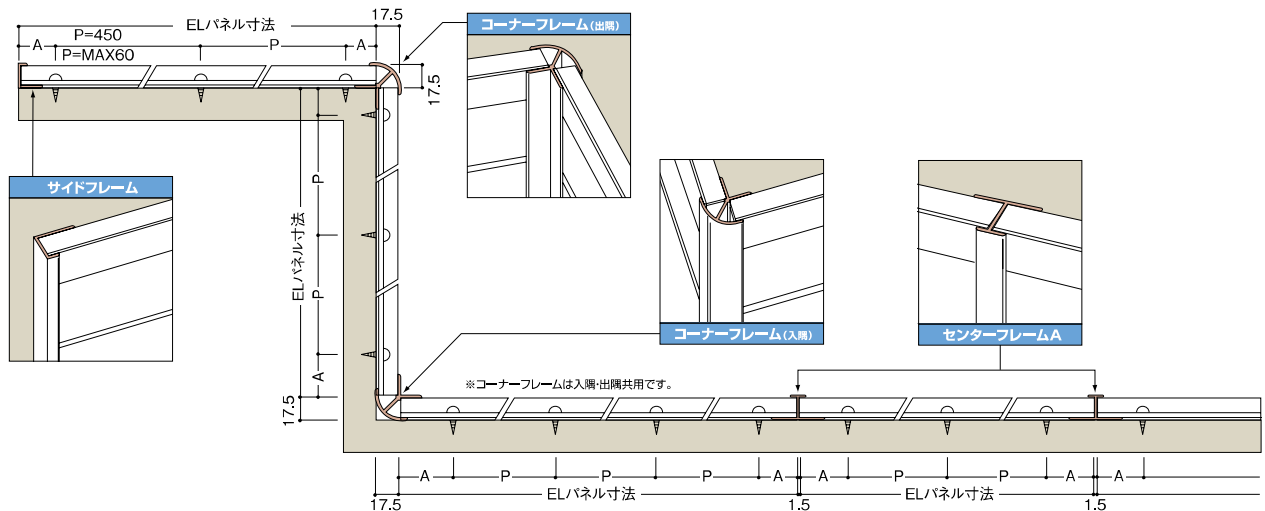 ELパネル寸法
17.5
A
P=450
P
A
P=MAX60
17.5
コーナーフレーム(出隅)
サイドフレーム
P
ELパネル寸法
P
A
17.5
コーナーフレーム(入隅)
センターフレームA
※コーナーフレームは入隅・出隅共用です。
A P P P A A P A A
17.5 ELパネル寸法 1.5 ELパネル寸法 1.5